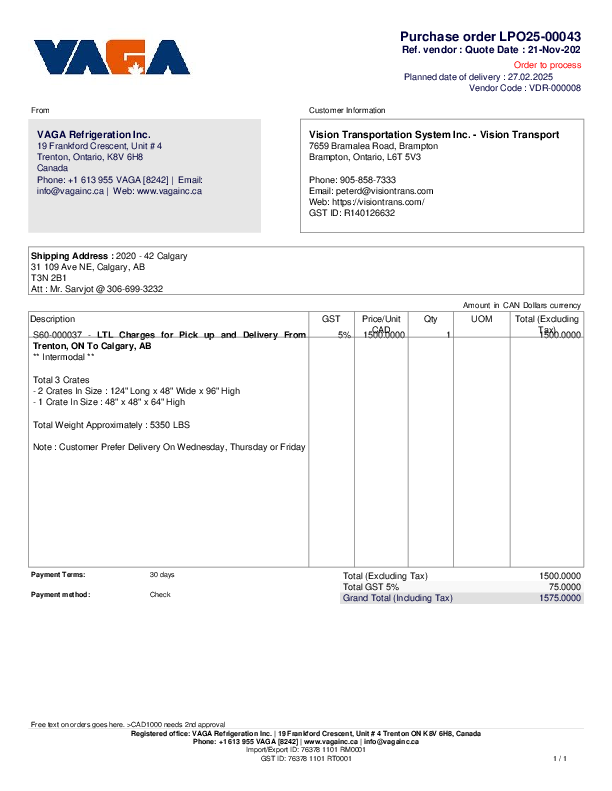 VAGA
Purchase order LPO25-00043
Ref. vendor : Quote Date : 21-Nov-202
Order to process
Planned date of delivery : 27.02.2025
Vendor Code : VDR-000008
From
Customer Information
VAGA Refrigeration Inc.
19 Frankford Crescent, Unit # 4
Trenton, Ontario, K8V 6H8
Canada
Phone: +1 613 955 VAGA [8242] | Email:
info@vagainc.ca | Web: www.vagainc.ca
Vision Transportation System Inc. - Vision Transport
7659 Bramalea Road, Brampton
Brampton, Ontario, L6T 5V3
Phone: 905-858-7333
Email: peterd@visiontrans.com
Web: https://visiontrans.com/
GST ID: R140126632
Shipping Address : 2020 - 42 Calgary
31 109 Ave NE, Calgary, AB
T3N 2B1
Att : Mr. Sarvjot @ 306-699-3232
Amount in CAN Dollars currency
Description GST Price/Unit CAD Qty UOM Total (Excluding Tax)
S60-000037 - LTL Charges for Pick up and Delivery From 5% 1500.0000 1 1500.0000
Trenton, ON To Calgary, AB
** Intermodal **
Total 3 Crates
- 2 Crates In Size : 124" Long x 48" Wide x 96" High
- 1 Crate In Size : 48" x 48" x 64" High
Total Weight Approximately : 5350 LBS
Note : Customer Prefer Delivery On Wednesday, Thursday or Friday
Payment Terms: 30 days
Payment method: Check
Total (Excluding Tax) 1500.0000
Total GST 5% 75.0000
Grand Total (Including Tax) 1575.0000
Free text on orders goes here. >CAD1000 needs 2nd approval
Registered office: VAGA Refrigeration Inc. | 19 Frankford Crescent, Unit # 4 Trenton ON K8V 6H8, Canada
Phone: +1 613 955 VAGA [8242] | www.vagainc.ca | info@vagainc.ca
Import/Export ID: 76378 1101 RM0001
GST ID: 76378 1101 RT0001
1 / 1